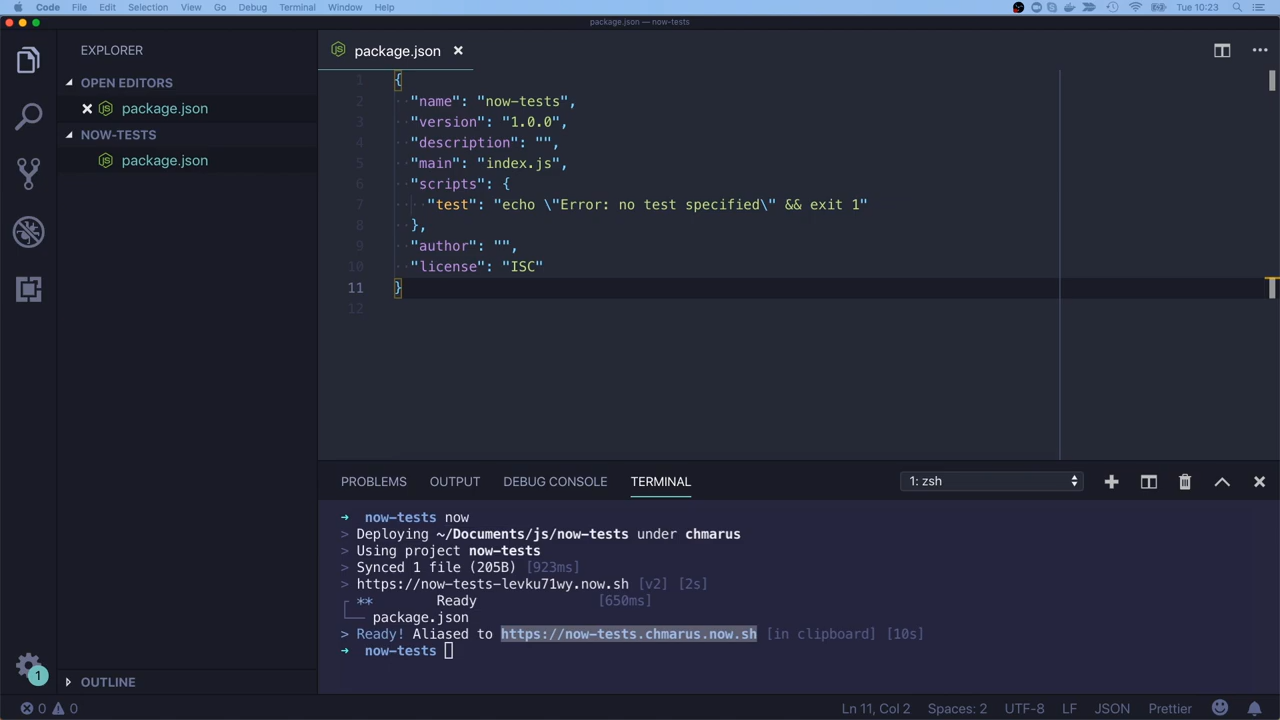 Code File Edit Selection View Go Debug Terminal Window Help Tue 10:23
package.json — now-tests
EXPLORER
OPEN EDITORS
package.json
NOW-TESTS
package.json
OUTLINE
1
package.json
1 {
2 "name": "now-tests",
3 "version": "1.0.0",
4 "description": "",
5 "main": "index.js",
6 "scripts": {
7 "test": "echo \"Error: no test specified\" && exit 1"
8 },
9 "author": "",
10 "license": "ISC"
11 }
12
PROBLEMS OUTPUT DEBUG CONSOLE TERMINAL 1: zsh
➜ now-tests now
> Deploying ~/Documents/js/now-tests under chmarus
> Using project now-tests
> Synced 1 file (205B) [923ms]
> https://now-tests-levku71wy.now.sh [v2] [2s]
┌ ** Ready [650ms]
└── package.json
> Ready! Aliased to https://now-tests.chmarus.now.sh [in clipboard] [10s]
➜ now-tests
0 0 Ln 11, Col 2 Spaces: 2 UTF-8 LF JSON Prettier